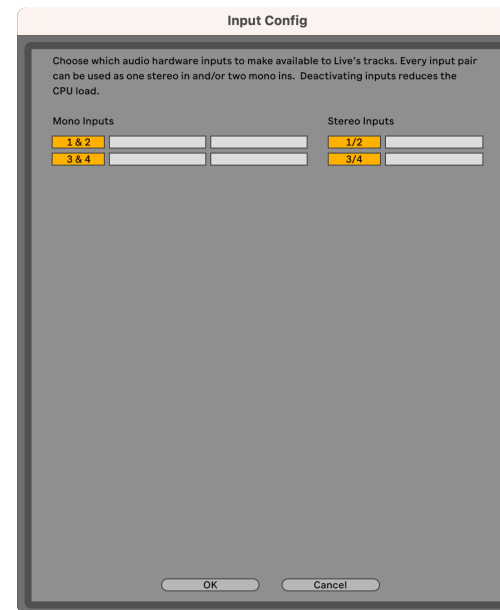 Input Config
Choose which audio hardware inputs to make available to Live's tracks. Every input pair
can be used as one stereo in and/or two mono ins.  Deactivating inputs reduces the
CPU load.
Mono Inputs
Stereo Inputs
1 & 2
1/2
3 & 4
3/4
OK
Cancel